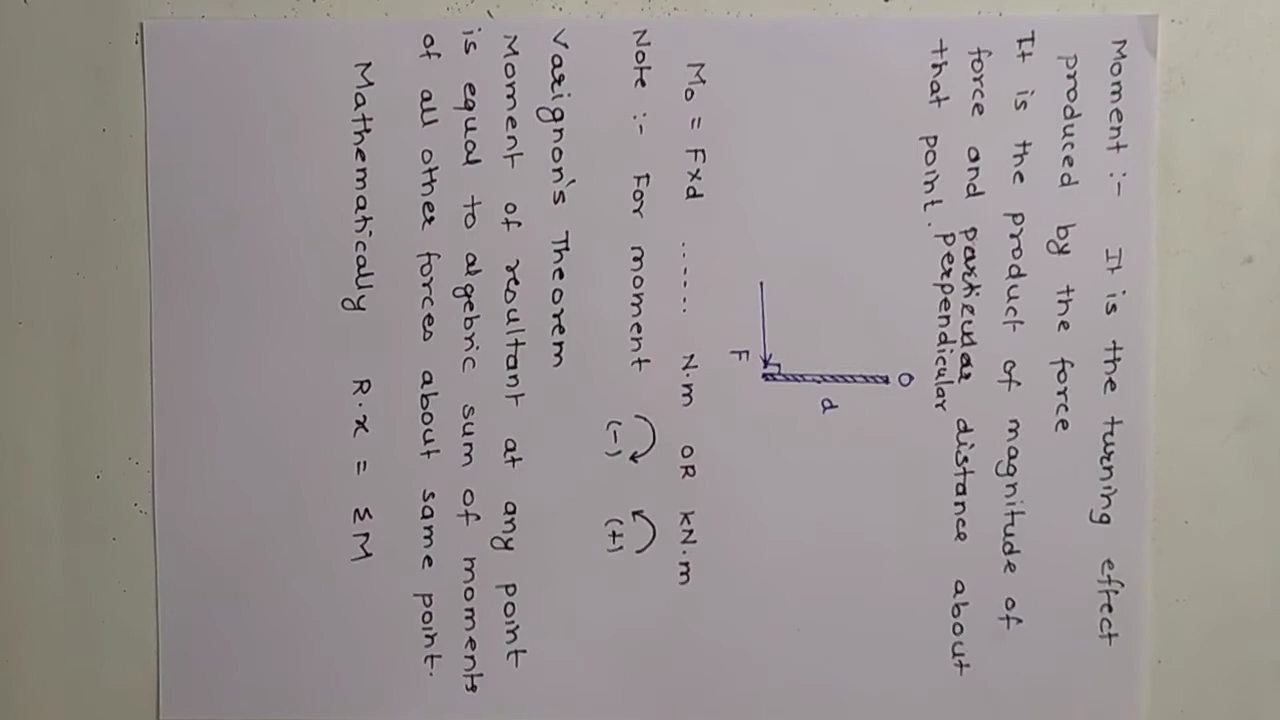 Moment :- It is the turning effect
produced by the force
It is the product of magnitude of
force and particular distance about
perpendicular
that point.
O
d
F
Mo = F×d ...... N.m OR kN.m
Note :- For moment
(-) (+)
Varignon's Theorem
Moment of resultant at any point
is equal to algebric sum of moments
of all other forces about same point.
Mathematically R.x = ΣM